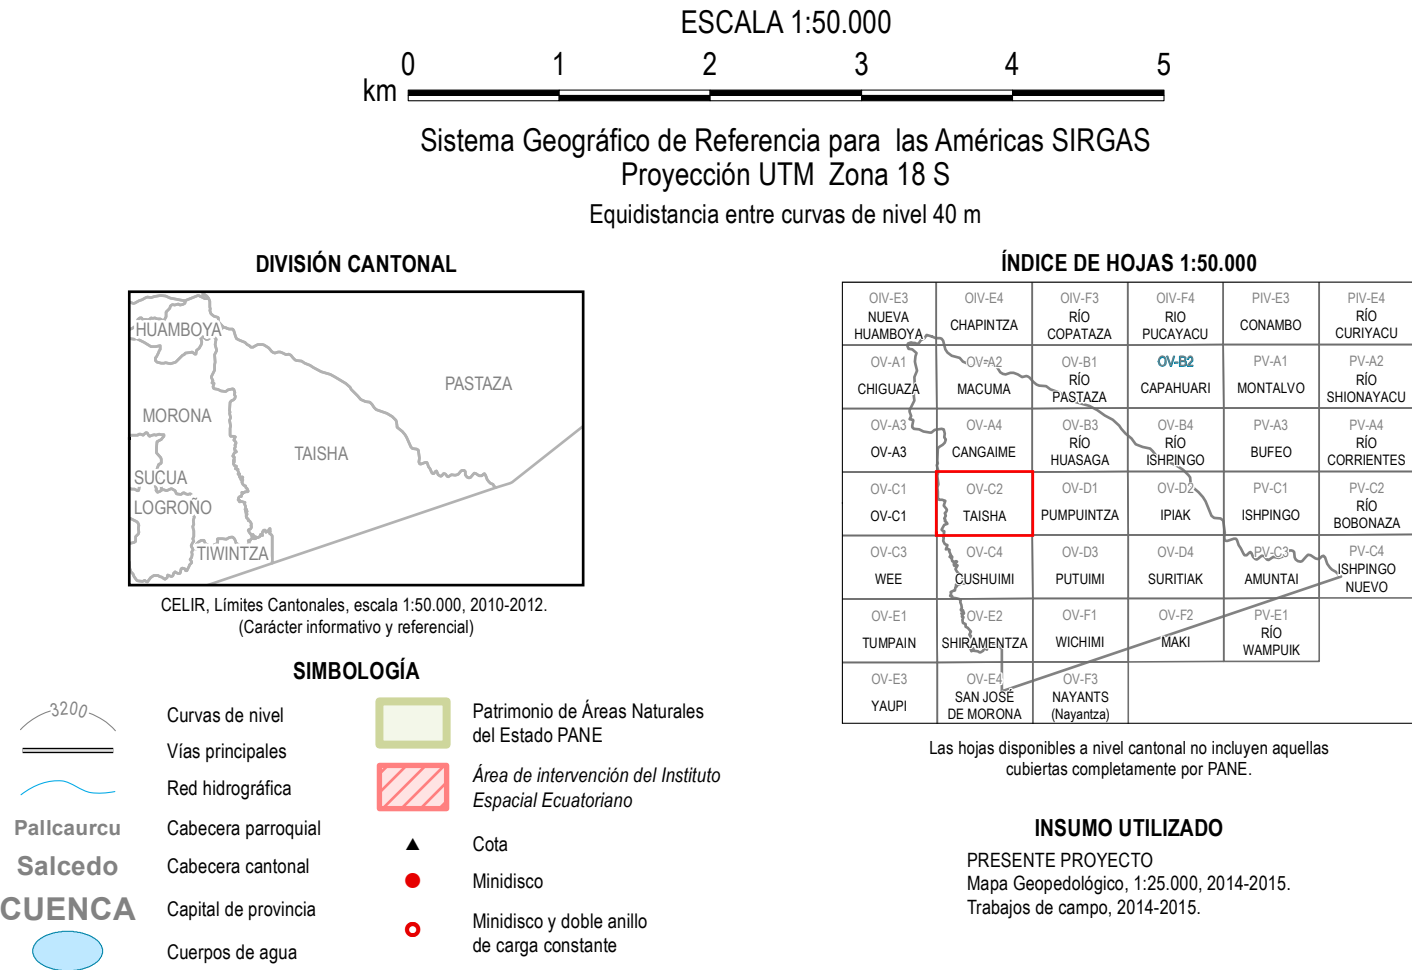 ESCALA 1:50.000
0 1 2 3 4 5
km
Sistema Geográfico de Referencia para las Américas SIRGAS
Proyección UTM Zona 18 S
Equidistancia entre curvas de nivel 40 m
DIVISIÓN CANTONAL
HUAMBOYA
PASTAZA
MORONA
TAISHA
SUCUA
LOGROÑO
TIWINTZA
CELIR, Límites Cantonales, escala 1:50.000, 2010-2012.
(Carácter informativo y referencial)
ÍNDICE DE HOJAS 1:50.000
OIV-E3 OIV-E4 OIV-F3 OIV-F4 PIV-E3 PIV-E4
NUEVA RÍO RIO RÍO
CHAPINTZA CONAMBO
HUAMBOYA COPATAZA PUCAYACU CURIYACU
OV-A1 OV-A2 OV-B1 OV-B2 PV-A1 PV-A2
RÍO RÍO
CHIGUAZA MACUMA CAPAHUARI MONTALVO
PASTAZA SHIONAYACU
OV-A3 OV-A4 OV-B3 OV-B4 PV-A3 PV-A4
RÍO RÍO RÍO
OV-A3 CANGAIME BUFEO
HUASAGA ISHPINGO CORRIENTES
OV-C1 OV-C2 OV-D1 OV-D2 PV-C1 PV-C2
RÍO
OV-C1 TAISHA PUMPUINTZA IPIAK ISHPINGO
BOBONAZA
OV-C3 OV-C4 OV-D3 OV-D4 PV-C3 PV-C4
ISHPINGO
WEE CUSHUIMI PUTUIMI SURITIAK AMUNTAI
NUEVO
OV-E1 OV-E2 OV-F1 OV-F2 PV-E1
RÍO
TUMPAIN SHIRAMENTZA WICHIMI MAKI
WAMPUIK
OV-E3 OV-E4 OV-F3
SAN JOSÉ NAYANTS
YAUPI
DE MORONA (Nayantza)
Las hojas disponibles a nivel cantonal no incluyen aquellas
cubiertas completamente por PANE.
SIMBOLOGÍA
3200 Curvas de nivel
Vías principales
Red hidrográfica
Pallcaurcu Cabecera parroquial
Salcedo Cabecera cantonal
CUENCA Capital de provincia
Cuerpos de agua
Patrimonio de Áreas Naturales
del Estado PANE
Área de intervención del Instituto
Espacial Ecuatoriano
Cota
Minidisco
Minidisco y doble anillo
de carga constante
INSUMO UTILIZADO
PRESENTE PROYECTO
Mapa Geopedológico, 1:25.000, 2014-2015.
Trabajos de campo, 2014-2015.